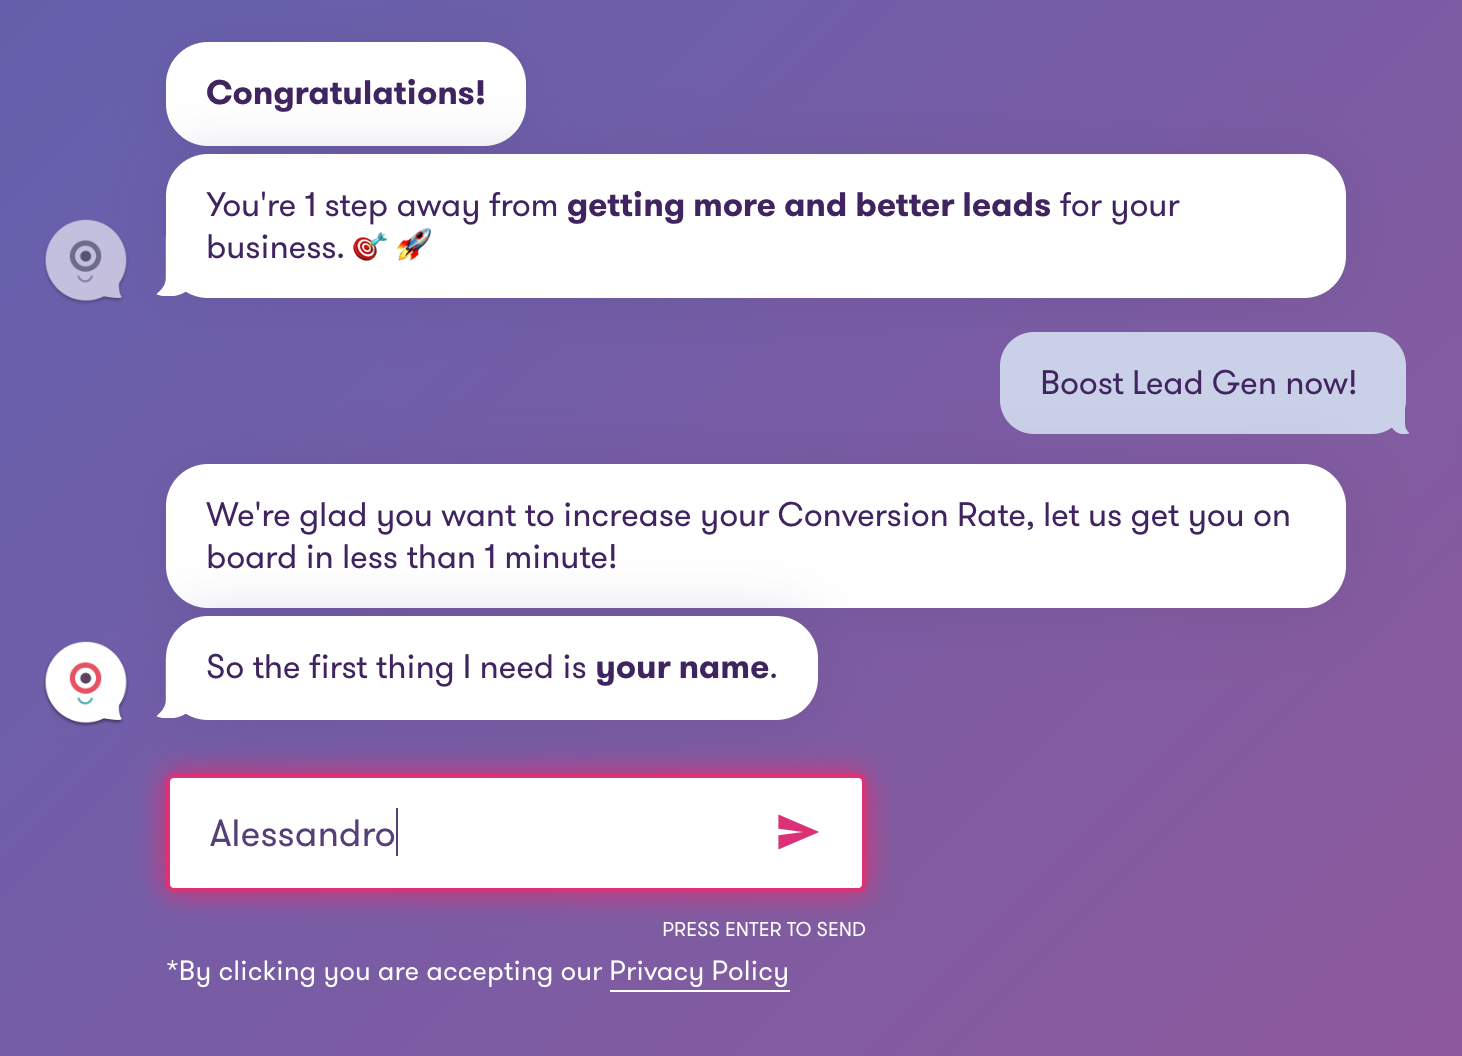 Congratulations!
You're 1 step away from getting more and better leads for your
business. 🎯 🚀
Boost Lead Gen now!
We're glad you want to increase your Conversion Rate, let us get you on
board in less than 1 minute!
So the first thing I need is your name.
Alessandro
PRESS ENTER TO SEND
*By clicking you are accepting our Privacy Policy